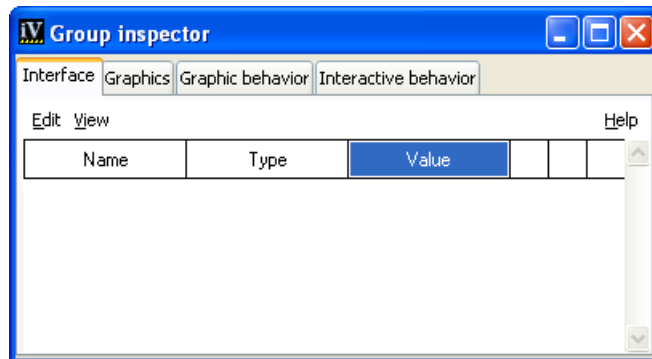 iV Group inspector
Interface Graphics Graphic behavior Interactive behavior
Edit View Help
Name Type Value